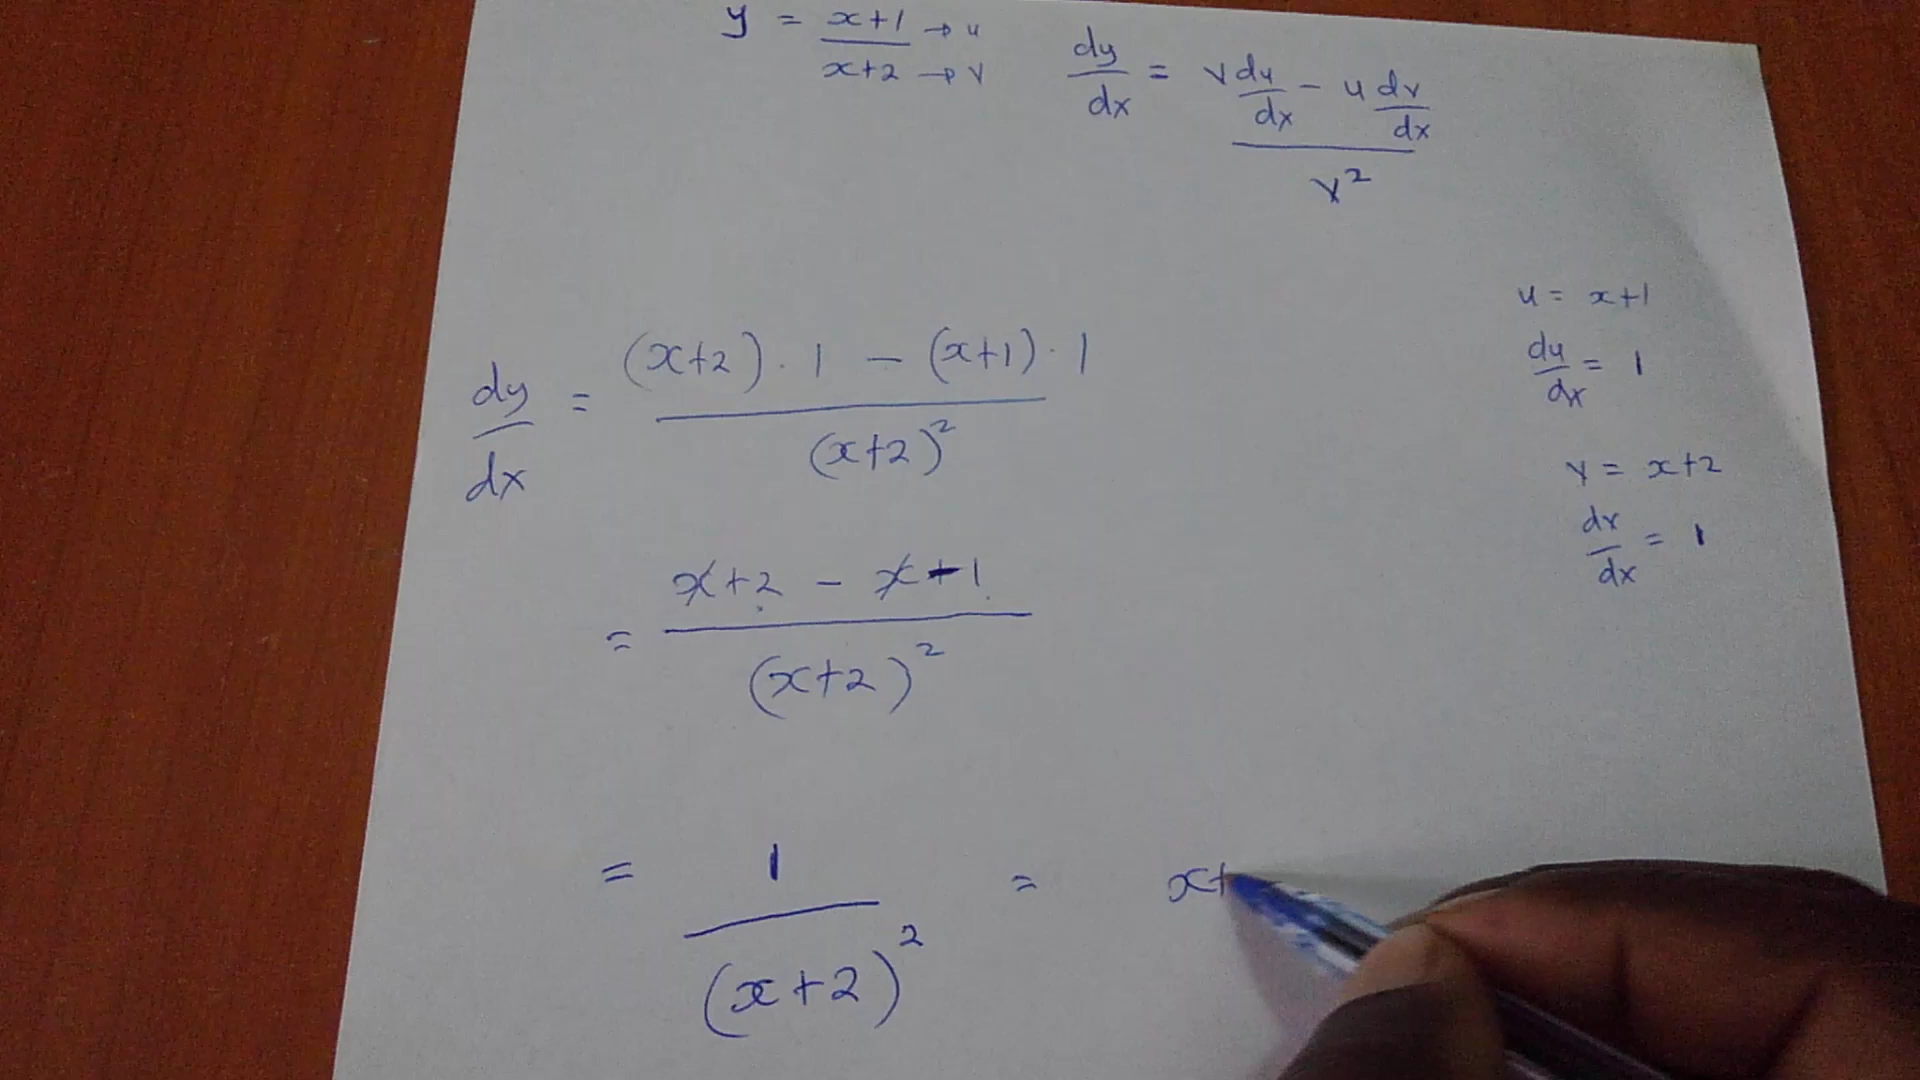 y = x+1 → u
x+2 → v
dy/dx = v du/dx - u dv/dx
v²
u = x+1
du/dx = 1
v = x+2
dv/dx = 1
dy/dx = (x+2) · 1 - (x+1) · 1
(x+2)²
= x+2 - x-1
(x+2)²
= 1 = x+
(x+2)²